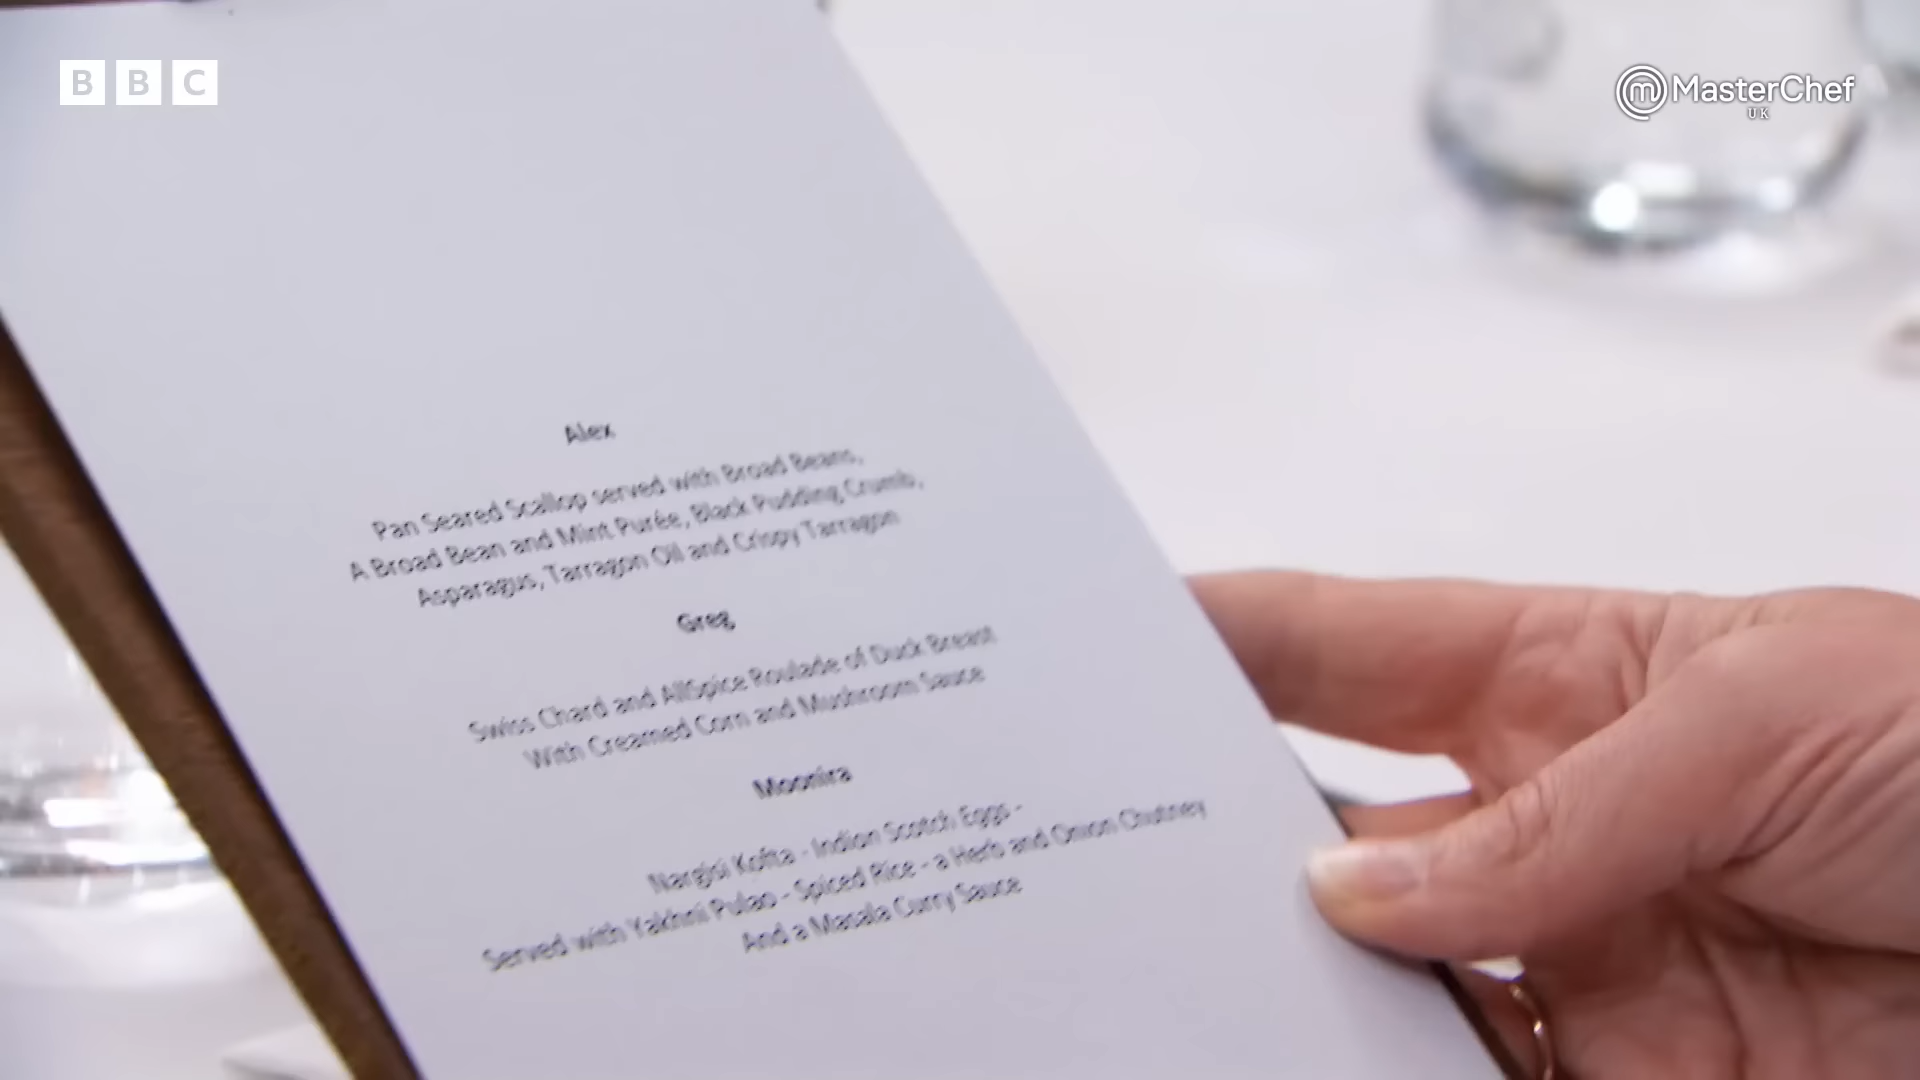 BBC
MasterChef
UK
Alex
Pan Seared Scallop served with Broad Beans,
A Broad Bean and Mint Purée, Black Pudding Crumb,
Asparagus, Tarragon Oil and Crispy Tarragon
Greg
Swiss Chard and AllSpice Roulade of Duck Breast
With Creamed Corn and Mushroom Sauce
Moonira
Nargisi Kofta - Indian Scotch Eggs -
Served with Yakhni Pulao - Spiced Rice - a Herb and Onion Chutney
And a Masala Curry Sauce